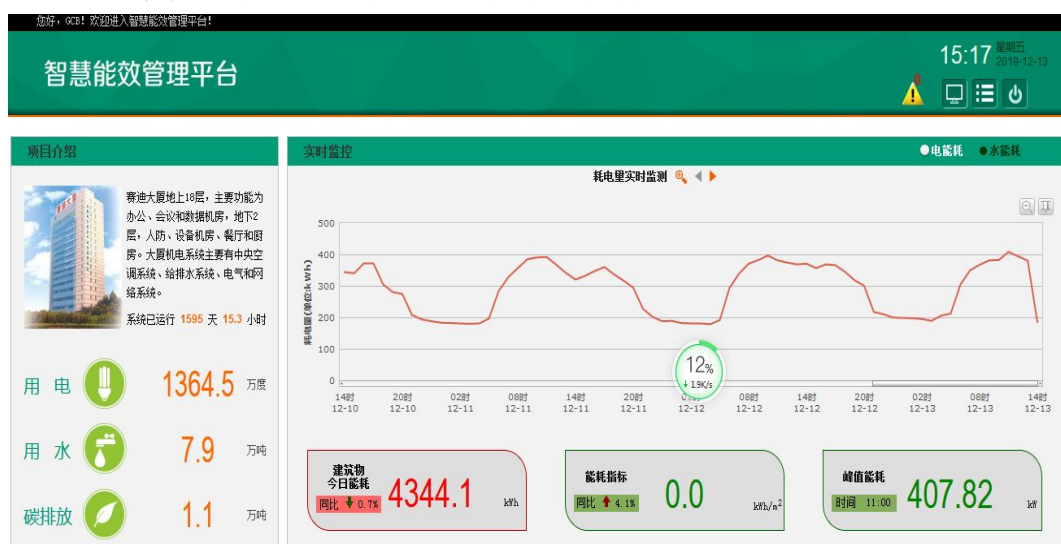 您好，GCB！欢迎进入智慧能效管理平台！
智慧能效管理平台
15:17 星期五
2019-12-13
0
项目介绍
赛迪大厦地上18层，主要功能为
办公、会议和数据机房，地下2
层，人防、设备机房、餐厅和厨
房。大厦机电系统主要有中央空
调系统、给排水系统、电气和网
络系统。
系统已运行 1595 天 15.3 小时
用 电 1364.5 万度
用 水 7.9 万吨
碳排放 1.1 万吨
实时监控
●电能耗 ●水能耗
耗电里实时监测
耗电量(单位:kWh)
500
400
300
200
100
0
14时 20时 02时 08时 14时 20时 08时 14时 20时 02时 08时 14时
12-10 12-10 12-11 12-11 12-11 12-11 12-12 12-12 12-12 12-12 12-13 12-13 12-13
12%
1.9K/s
建筑物
今日能耗
同比 0.7%
4344.1 kWh
能耗指标
同比 4.1%
0.0 kWh/m²
峰值能耗
时间 11:00
407.82 kW